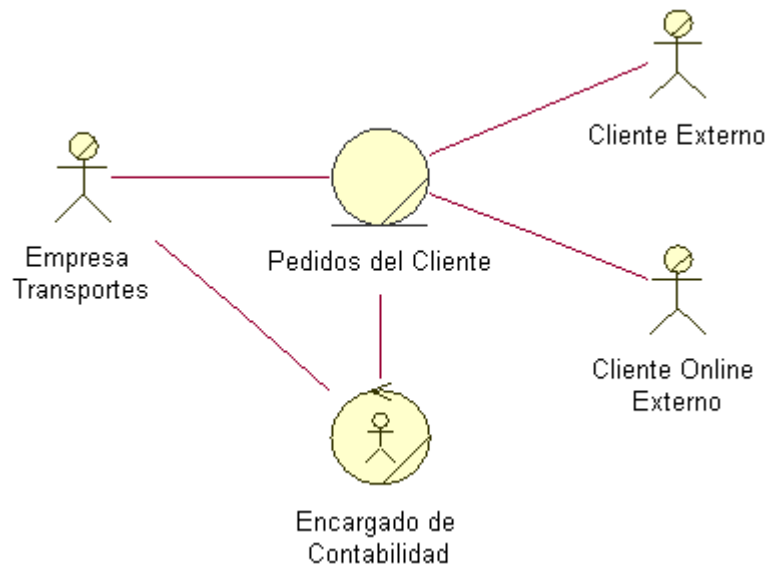 Cliente Externo
Empresa
Transportes
Pedidos del Cliente
Cliente Online
Externo
Encargado de
Contabilidad